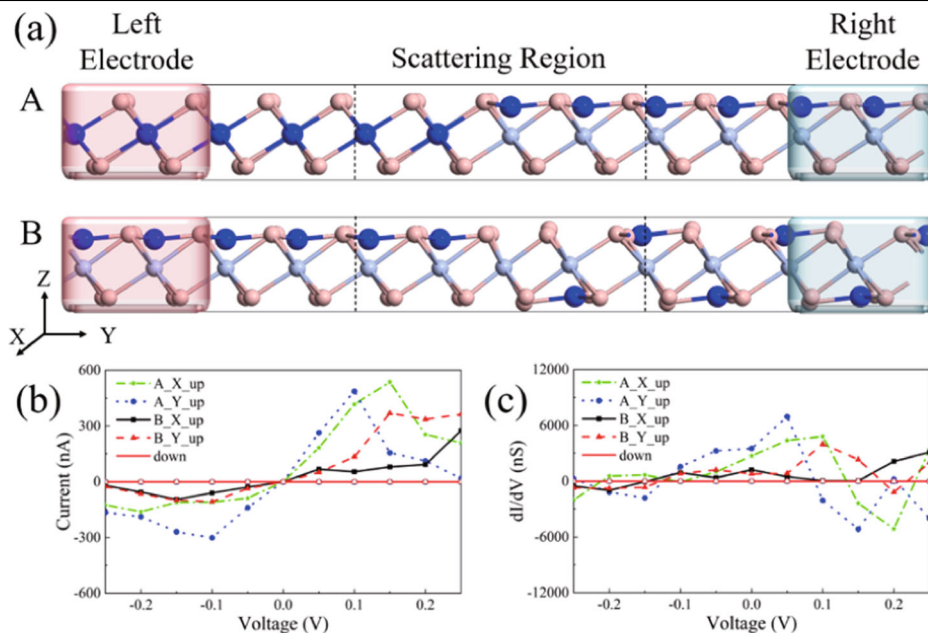 (a)
Left
Electrode
Scattering Region
Right
Electrode
A
B
Z
X
Y
(b)
A_X_up
A_Y_up
B_X_up
B_Y_up
down
Current (nA)
600
300
0
-300
-600
-0.2
-0.1
0.0
0.1
0.2
Voltage (V)
(c)
A_X_up
A_Y_up
B_X_up
B_Y_up
down
dI/dV (nS)
12000
6000
0
-6000
-12000
-0.2
-0.1
0.0
0.1
0.2
Voltage (V)